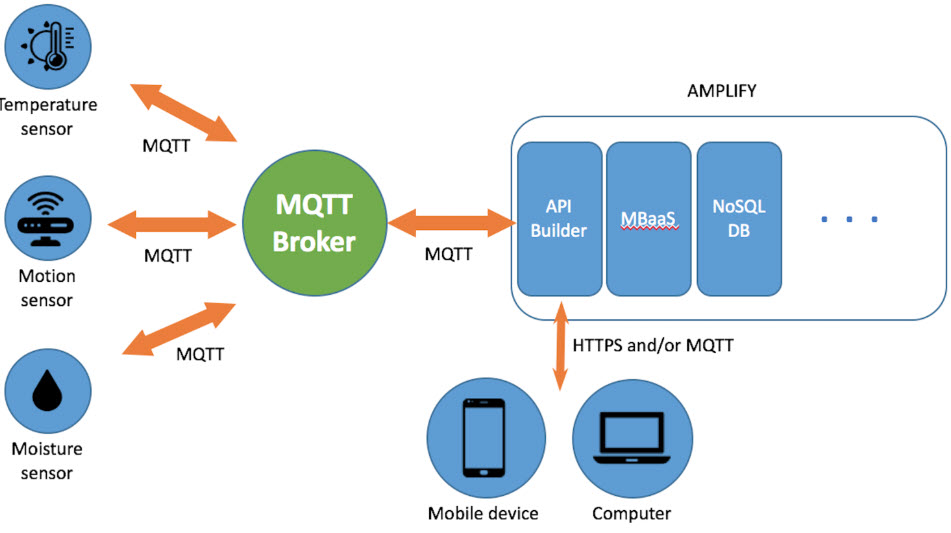 AMPLIFY
Temperature
sensor
MQTT
MQTT
Broker
MQTT
API
Builder
MBaaS
NoSQL
DB
. . .
Motion
sensor
MQTT
MQTT
HTTPS and/or MQTT
Moisture
sensor
Mobile device
Computer